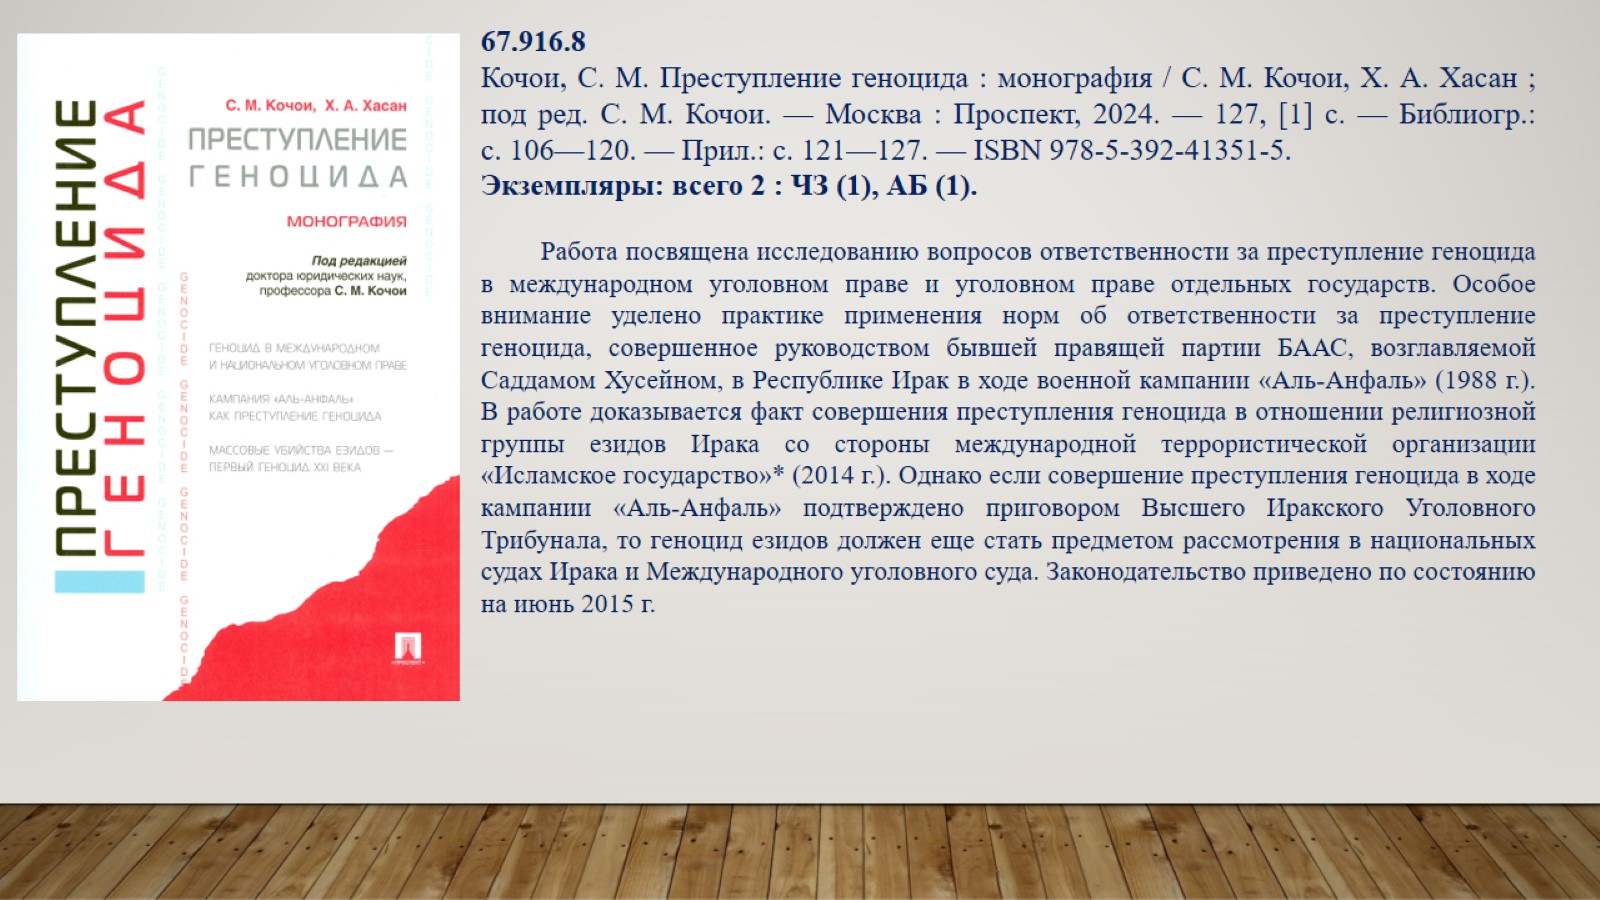 ПРЕСТУПЛЕНИЕ
ГЕНОЦИДА
GENOCIDE GENOCIDE GENOCIDE GENOCIDE
С. М. Кочои, Х. А. Хасан
ПРЕСТУПЛЕНИЕ
ГЕНОЦИДА
МОНОГРАФИЯ
Под редакцией
доктора юридических наук,
профессора С. М. Кочои
ГЕНОЦИД В МЕЖДУНАРОДНОМ
И НАЦИОНАЛЬНОМ УГОЛОВНОМ ПРАВЕ
КАМПАНИЯ «АЛЬ-АНФАЛЬ»
КАК ПРЕСТУПЛЕНИЕ ГЕНОЦИДА
МАССОВЫЕ УБИЙСТВА ЕЗИДОВ —
ПЕРВЫЙ ГЕНОЦИД XXI ВЕКА
•ПРОСПЕКТ•
67.916.8
Кочои, С. М. Преступление геноцида : монография / С. М. Кочои, Х. А. Хасан ;
под ред. С. М. Кочои. — Москва : Проспект, 2024. — 127, [1] с. — Библиогр.:
с. 106—120. — Прил.: с. 121—127. — ISBN 978-5-392-41351-5.
Экземпляры: всего 2 : ЧЗ (1), АБ (1).
Работа посвящена исследованию вопросов ответственности за преступление геноцида
в международном уголовном праве и уголовном праве отдельных государств. Особое
внимание уделено практике применения норм об ответственности за преступление
геноцида, совершенное руководством бывшей правящей партии БААС, возглавляемой
Саддамом Хусейном, в Республике Ирак в ходе военной кампании «Аль-Анфаль» (1988 г.).
В работе доказывается факт совершения преступления геноцида в отношении религиозной
группы езидов Ирака со стороны международной террористической организации
«Исламское государство»* (2014 г.). Однако если совершение преступления геноцида в ходе
кампании «Аль-Анфаль» подтверждено приговором Высшего Иракского Уголовного
Трибунала, то геноцид езидов должен еще стать предметом рассмотрения в национальных
судах Ирака и Международного уголовного суда. Законодательство приведено по состоянию
на июнь 2015 г.